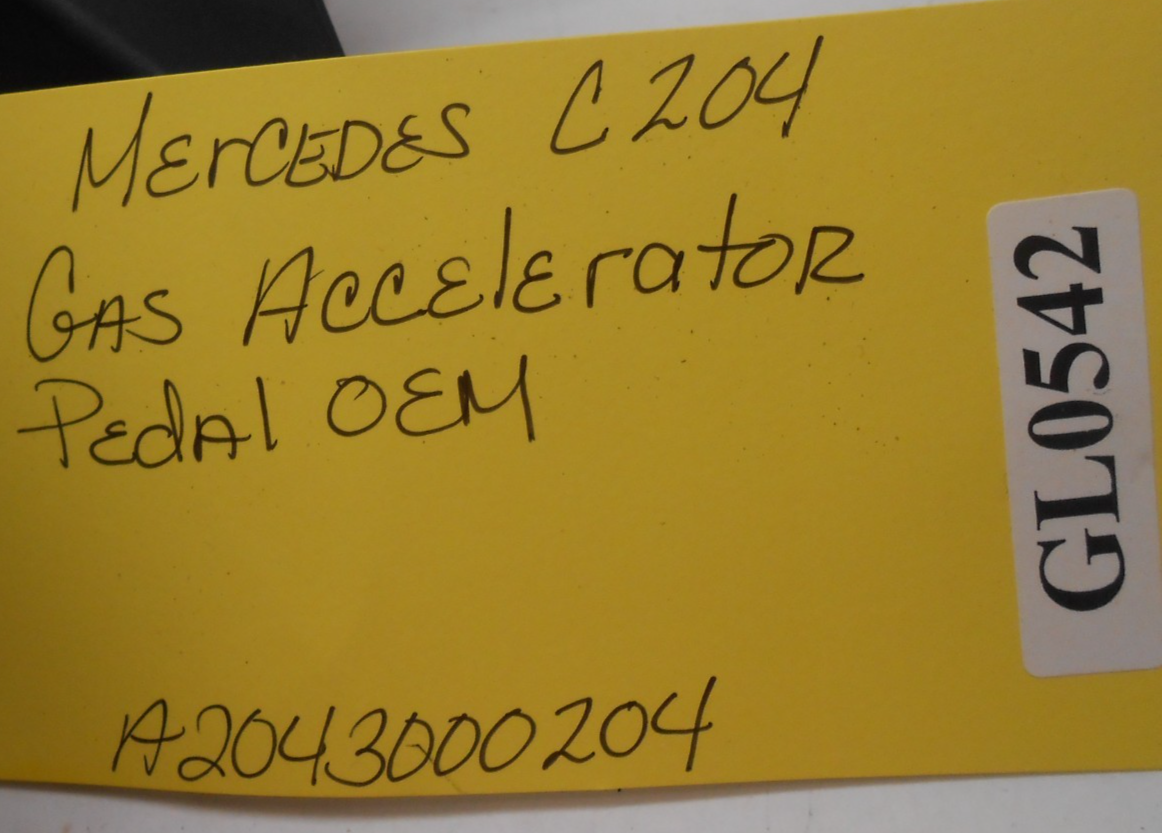 Mercedes C204
Gas Accelerator
Pedal OEM
A2043000204
GL0542